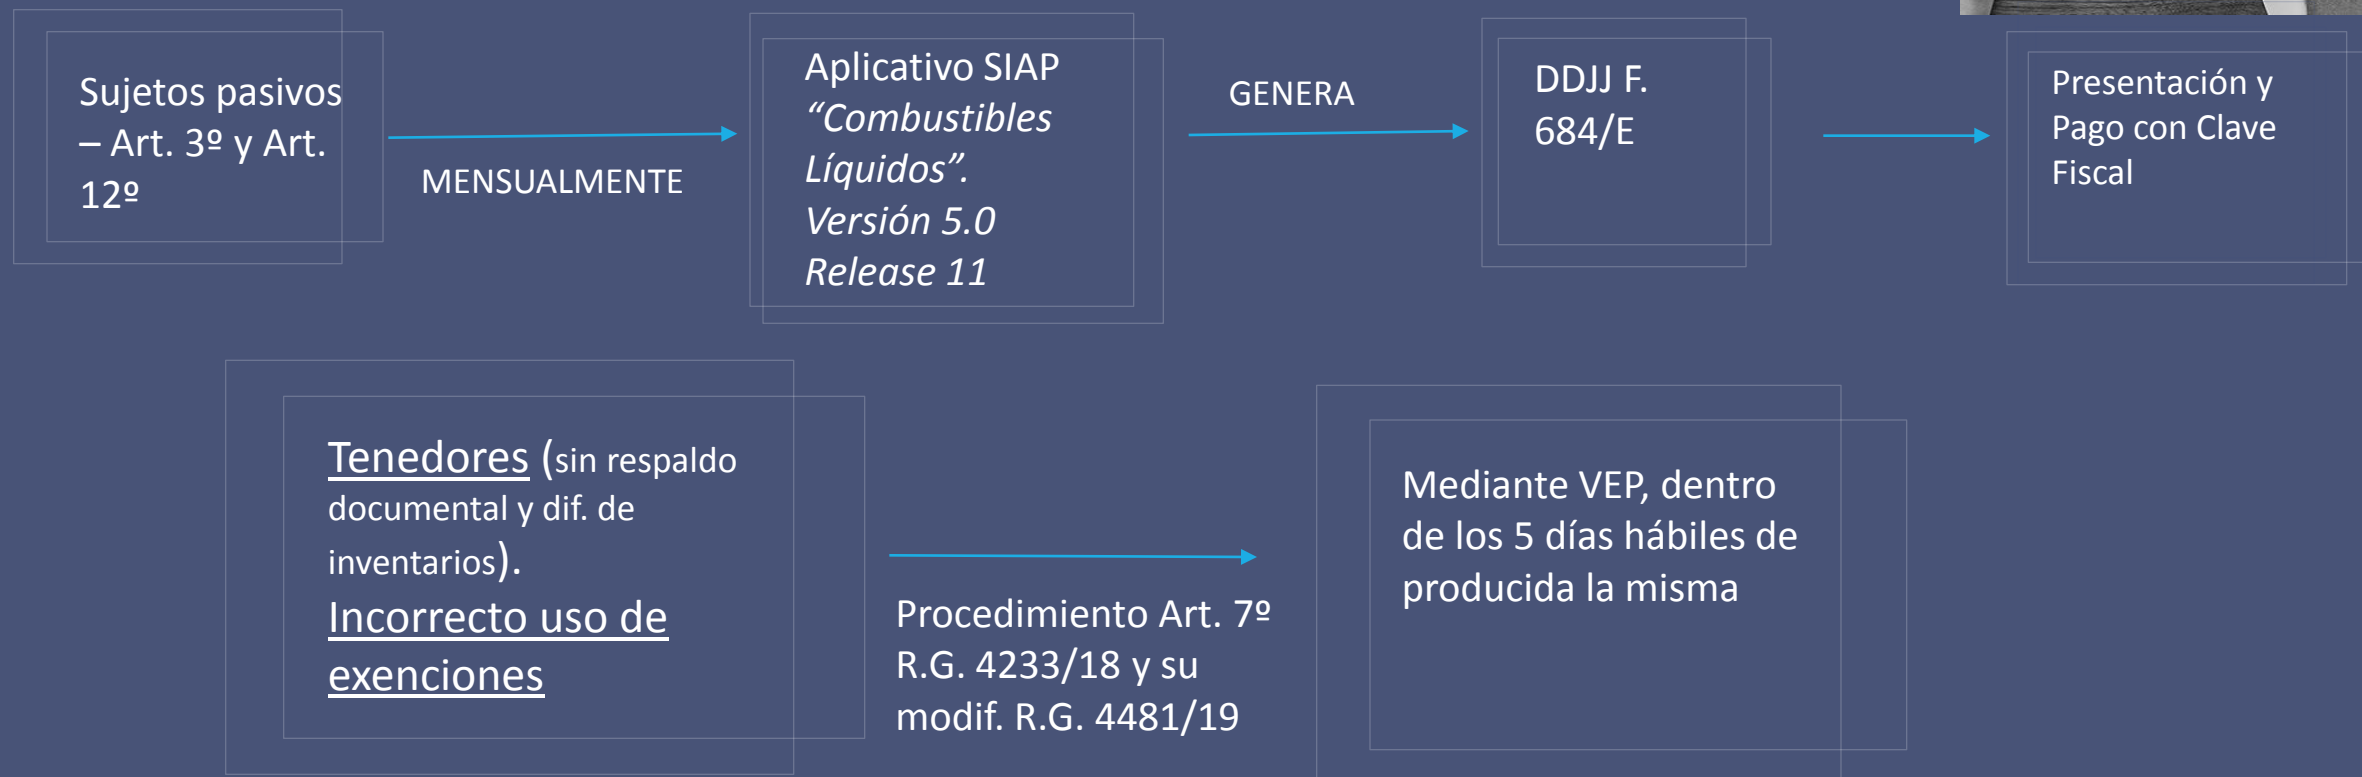 Sujetos pasivos
– Art. 3º y Art.
12º
MENSUALMENTE
Aplicativo SIAP
“Combustibles
Líquidos”.
Versión 5.0
Release 11
GENERA
DDJJ F.
684/E
Presentación y
Pago con Clave
Fiscal
Tenedores (sin respaldo
documental y dif. de
inventarios).
Incorrecto uso de
exenciones
Procedimiento Art. 7º
R.G. 4233/18 y su
modif. R.G. 4481/19
Mediante VEP, dentro
de los 5 días hábiles de
producida la misma